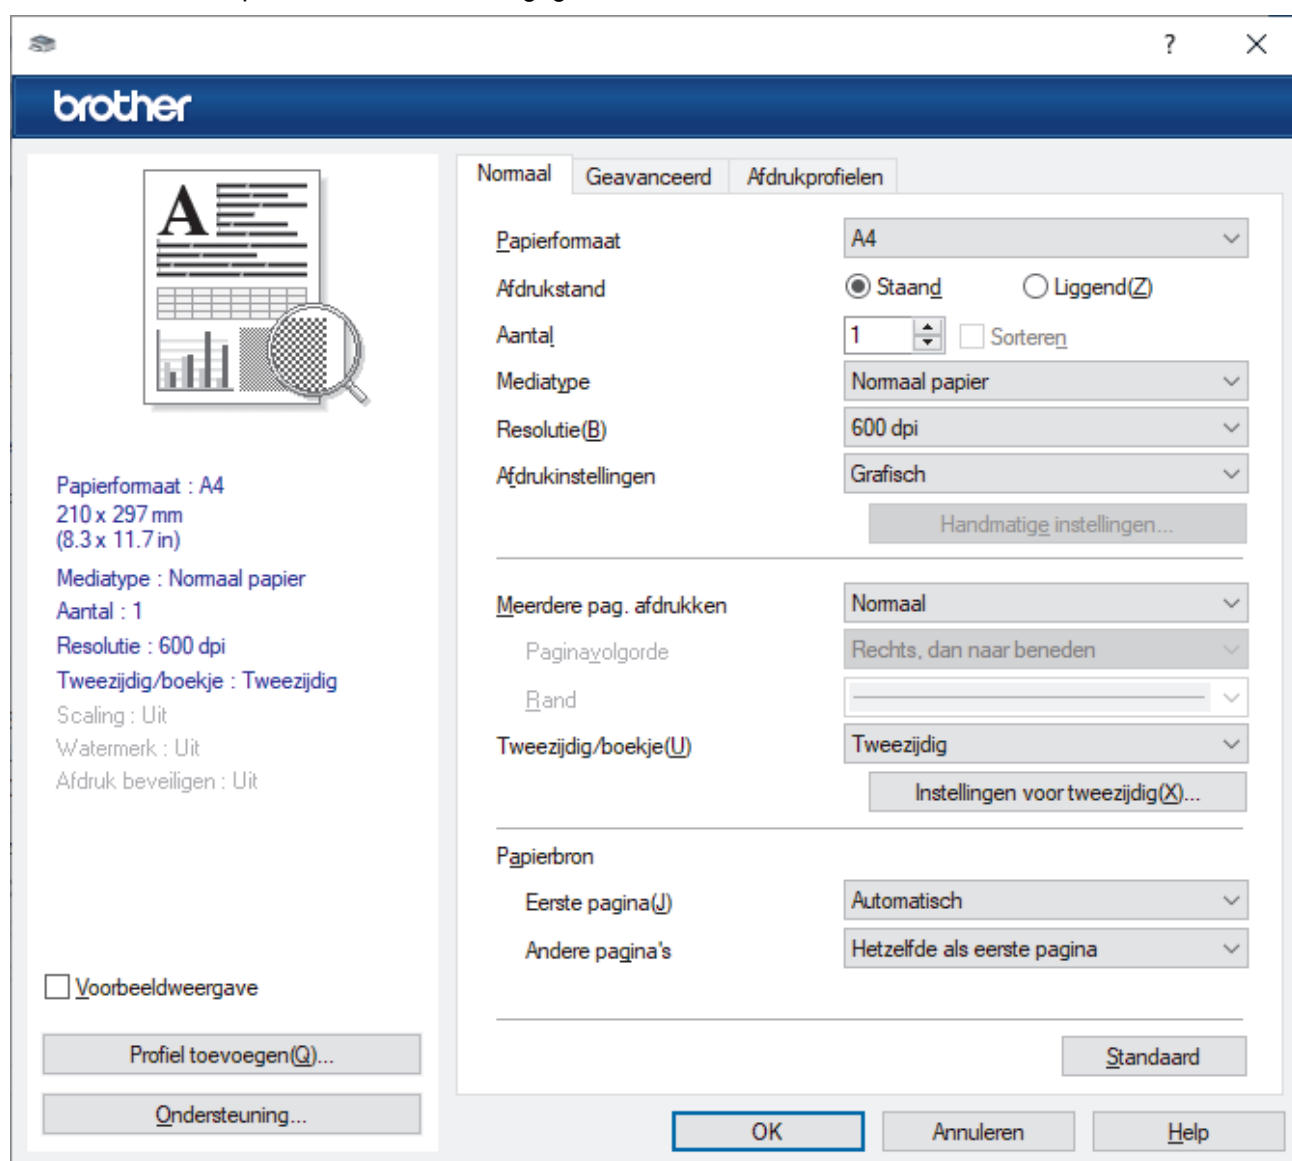 ?
brother
A
Papierformaat : A4
210 x 297 mm
(8.3 x 11.7 in)
Mediatype : Normaal papier
Aantal : 1
Resolutie : 600 dpi
Tweezijdig/boekje : Tweezijdig
Scaling : Uit
Watermerk : Uit
Afdruk beveiligen : Uit
Voorbeeldweergave
Profiel toevoegen(Q)...
Ondersteuning...
Normaal Geavanceerd Afdrukprofielen
Papierformaat A4
Afdrukstand Staand Liggend(Z)
Aantal 1 Sorteren
Mediatype Normaal papier
Resolutie(B) 600 dpi
Afdrukinstellingen Grafisch
Handmatige instellingen...
Meerdere pag. afdrukken Normaal
Paginavolgorde Rechts, dan naar beneden
Rand
Tweezijdig/boekje(U) Tweezijdig
Instellingen voor tweezijdig(X)...
Papierbron
Eerste pagina(J) Automatisch
Andere pagina's Hetzelfde als eerste pagina
Standaard
OK Annuleren Help